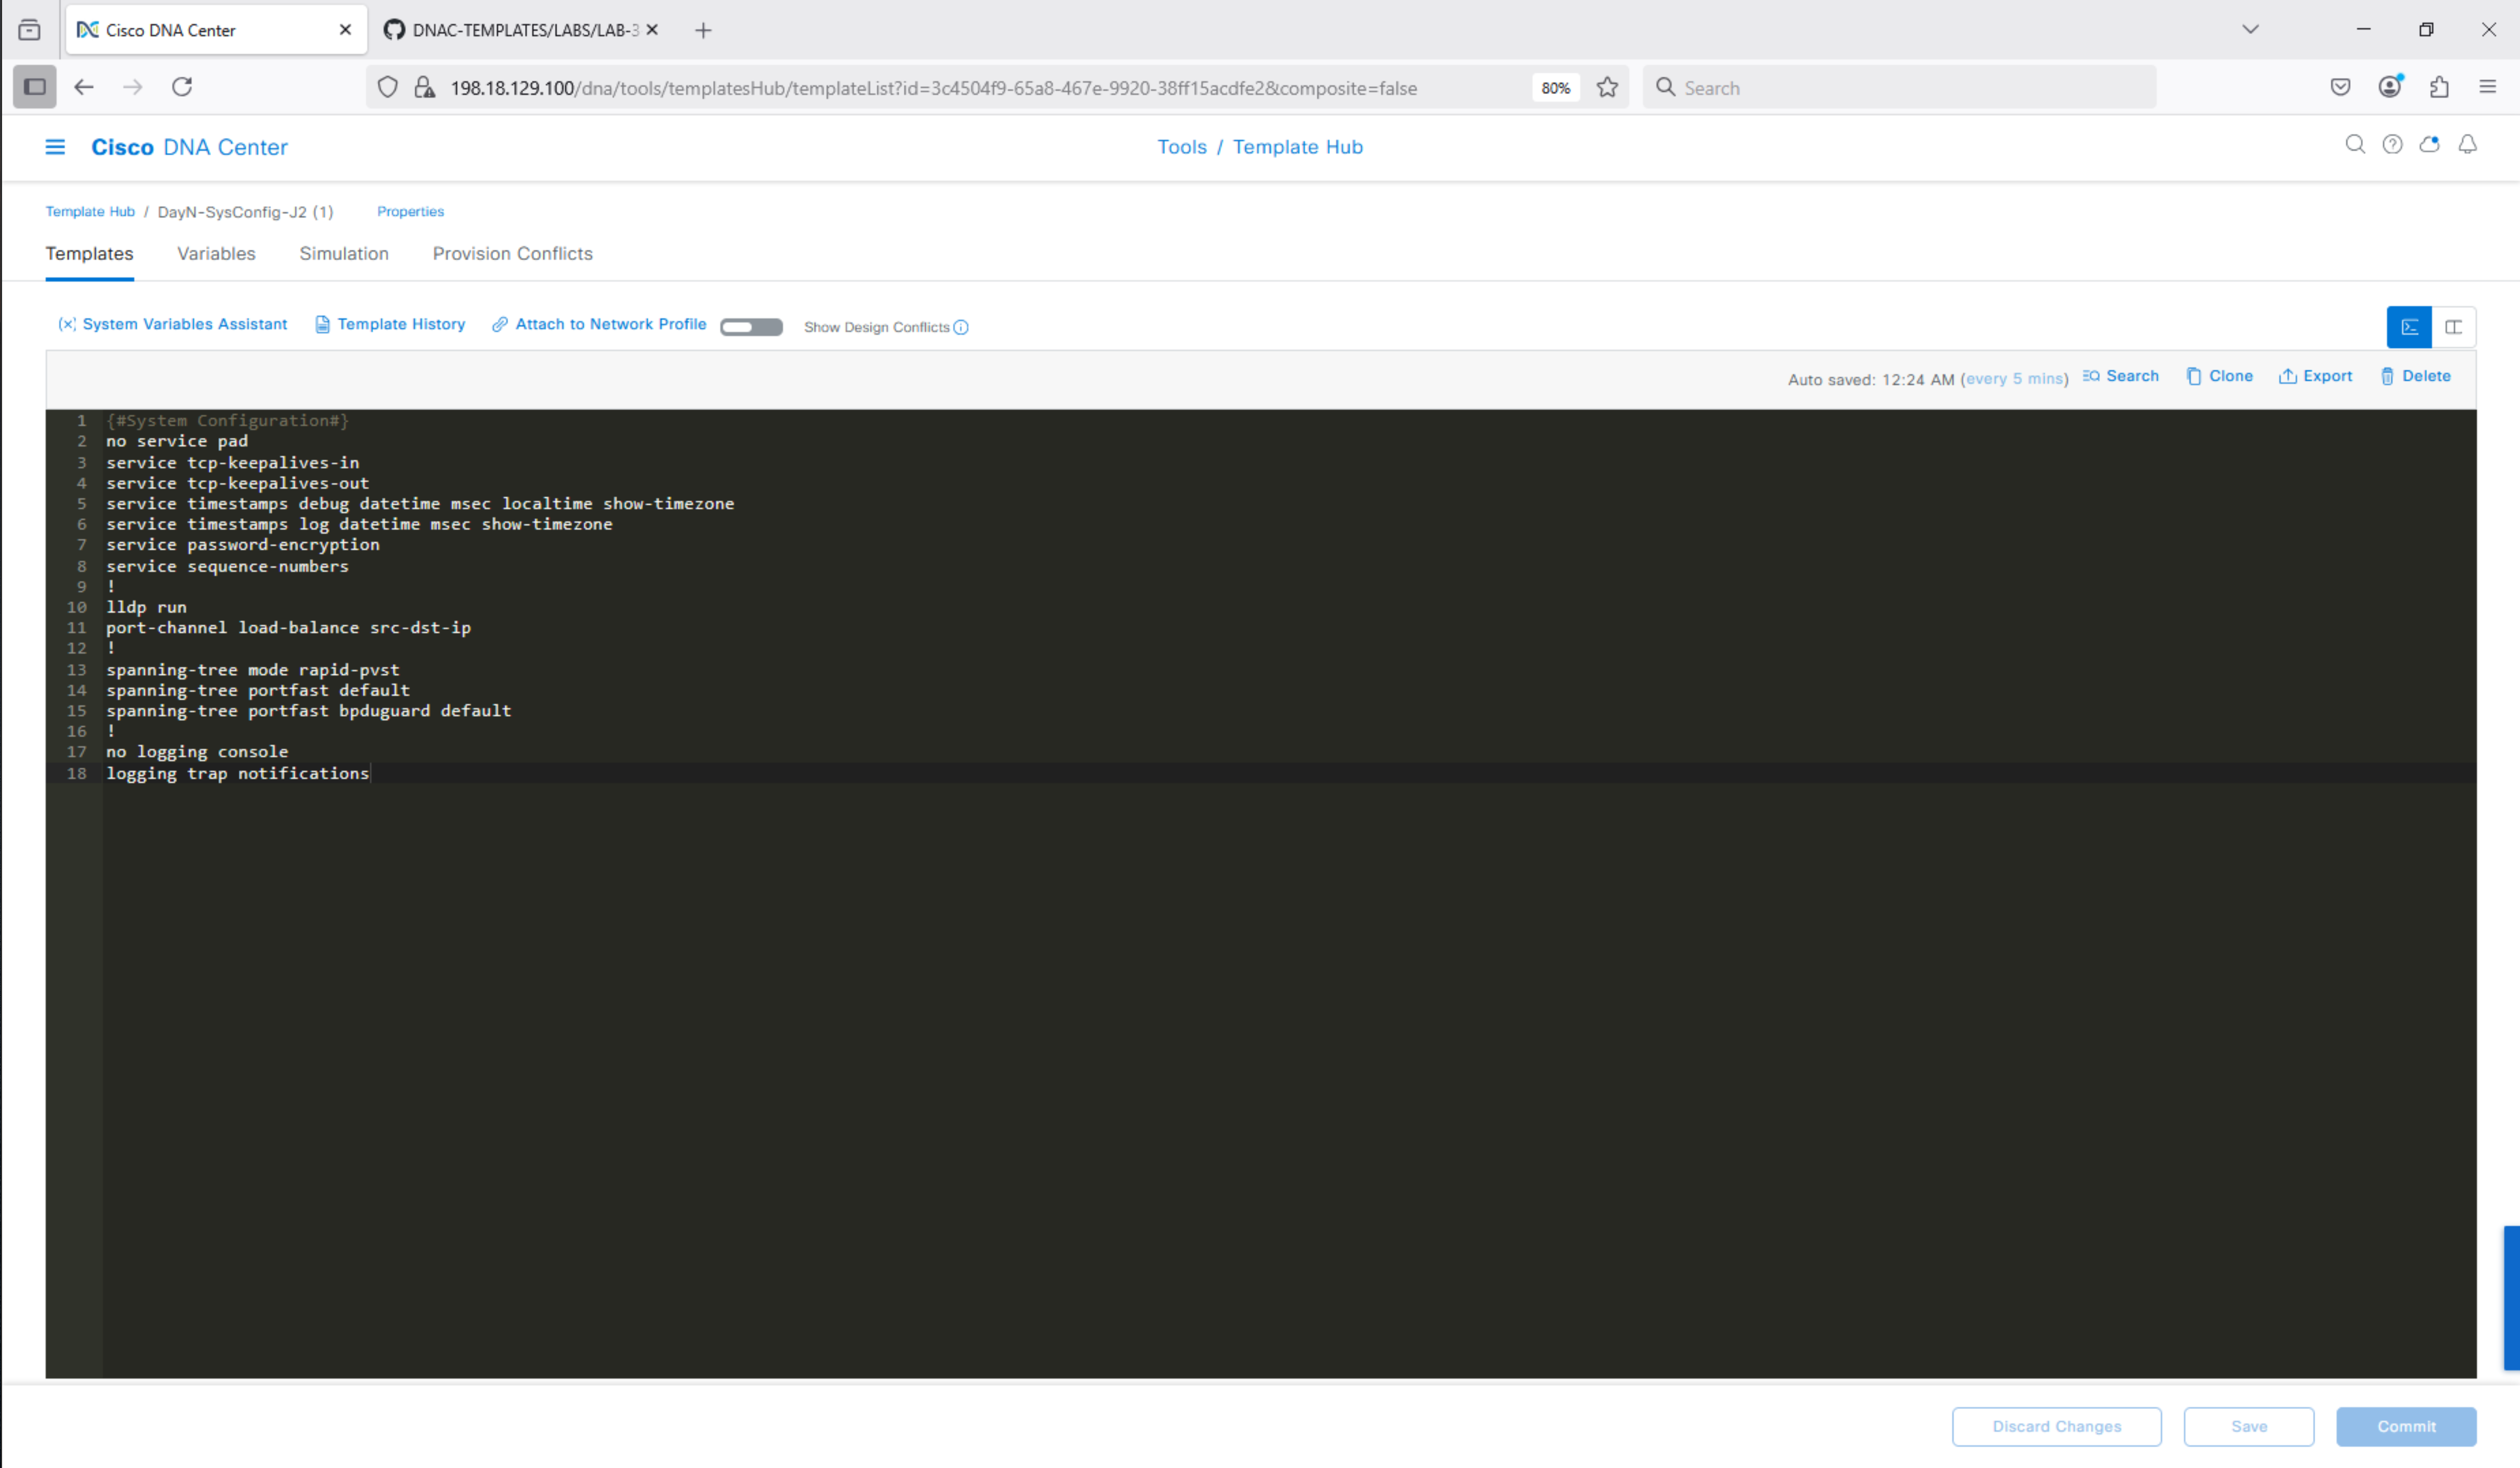 Cisco DNA Center
DNAC-TEMPLATES/LABS/LAB-3
198.18.129.100/dna/tools/templatesHub/templateList?id=3c4504f9-65a8-467e-9920-38ff15acdfe2&composite=false
80%
Search
Cisco DNA Center
Tools / Template Hub
Template Hub / DayN-SysConfig-J2 (1) Properties
Templates Variables Simulation Provision Conflicts
System Variables Assistant Template History Attach to Network Profile Show Design Conflicts
Auto saved: 12:24 AM (every 5 mins) Search Clone Export Delete
1 {#System Configuration#}
2 no service pad
3 service tcp-keepalives-in
4 service tcp-keepalives-out
5 service timestamps debug datetime msec localtime show-timezone
6 service timestamps log datetime msec show-timezone
7 service password-encryption
8 service sequence-numbers
9 !
10 lldp run
11 port-channel load-balance src-dst-ip
12 !
13 spanning-tree mode rapid-pvst
14 spanning-tree portfast default
15 spanning-tree portfast bpduguard default
16 !
17 no logging console
18 logging trap notifications
Discard Changes Save Commit